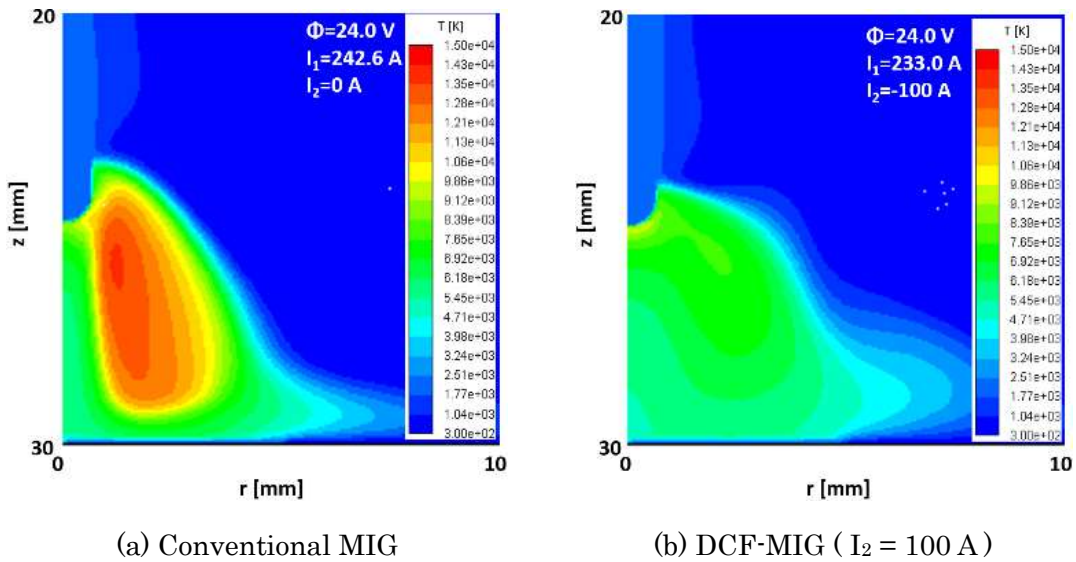 20
z [mm]
30
0
r [mm]
10
Φ=24.0 V
I₁=242.6 A
I₂=0 A
T [K]
1.50e+04
1.43e+04
1.35e+04
1.28e+04
1.21e+04
1.13e+04
1.06e+04
9.86e+03
9.12e+03
8.39e+03
7.65e+03
6.92e+03
6.18e+03
5.45e+03
4.71e+03
3.98e+03
3.24e+03
2.51e+03
1.77e+03
1.04e+03
3.00e+02
(a) Conventional MIG
20
z [mm]
30
0
r [mm]
10
Φ=24.0 V
I₁=233.0 A
I₂=-100 A
T [K]
1.50e+04
1.43e+04
1.35e+04
1.28e+04
1.21e+04
1.13e+04
1.06e+04
9.86e+03
9.12e+03
8.39e+03
7.65e+03
6.92e+03
6.18e+03
5.45e+03
4.71e+03
3.98e+03
3.24e+03
2.51e+03
1.77e+03
1.04e+03
3.00e+02
(b) DCF-MIG ( I₂ = 100 A )